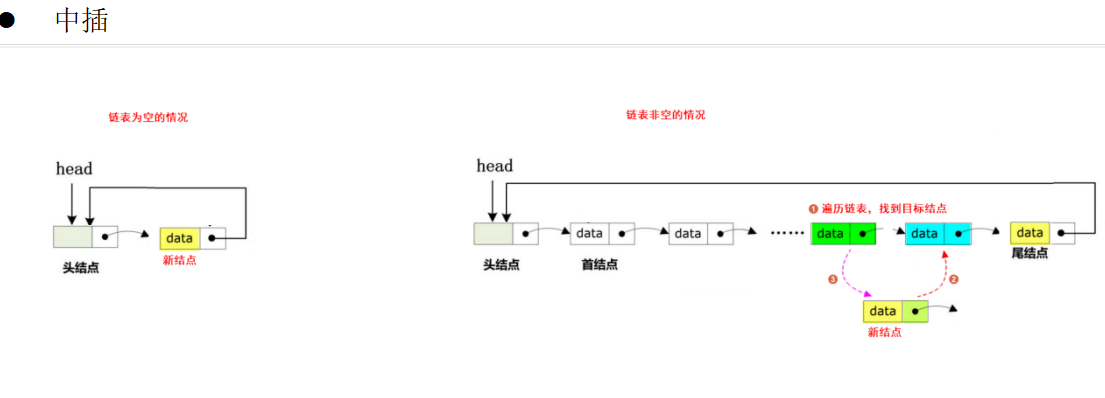 ● 中插
链表为空的情况
链表非空的情况
head
head
❶ 遍历链表，找到目标结点
data
data
data
data
data
data
头结点
新结点
头结点
首结点
尾结点
❸
❷
data
新结点